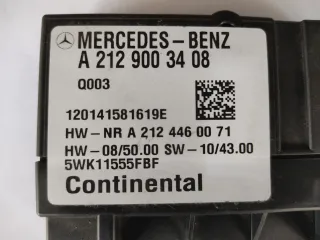 MERCEDES-BENZ
A 212 900 34 08
Q003
120141581619E
HW-NR A 212 446 00 71
HW-08/50.00 SW-10/43.00
5WK11555FBF
Continental